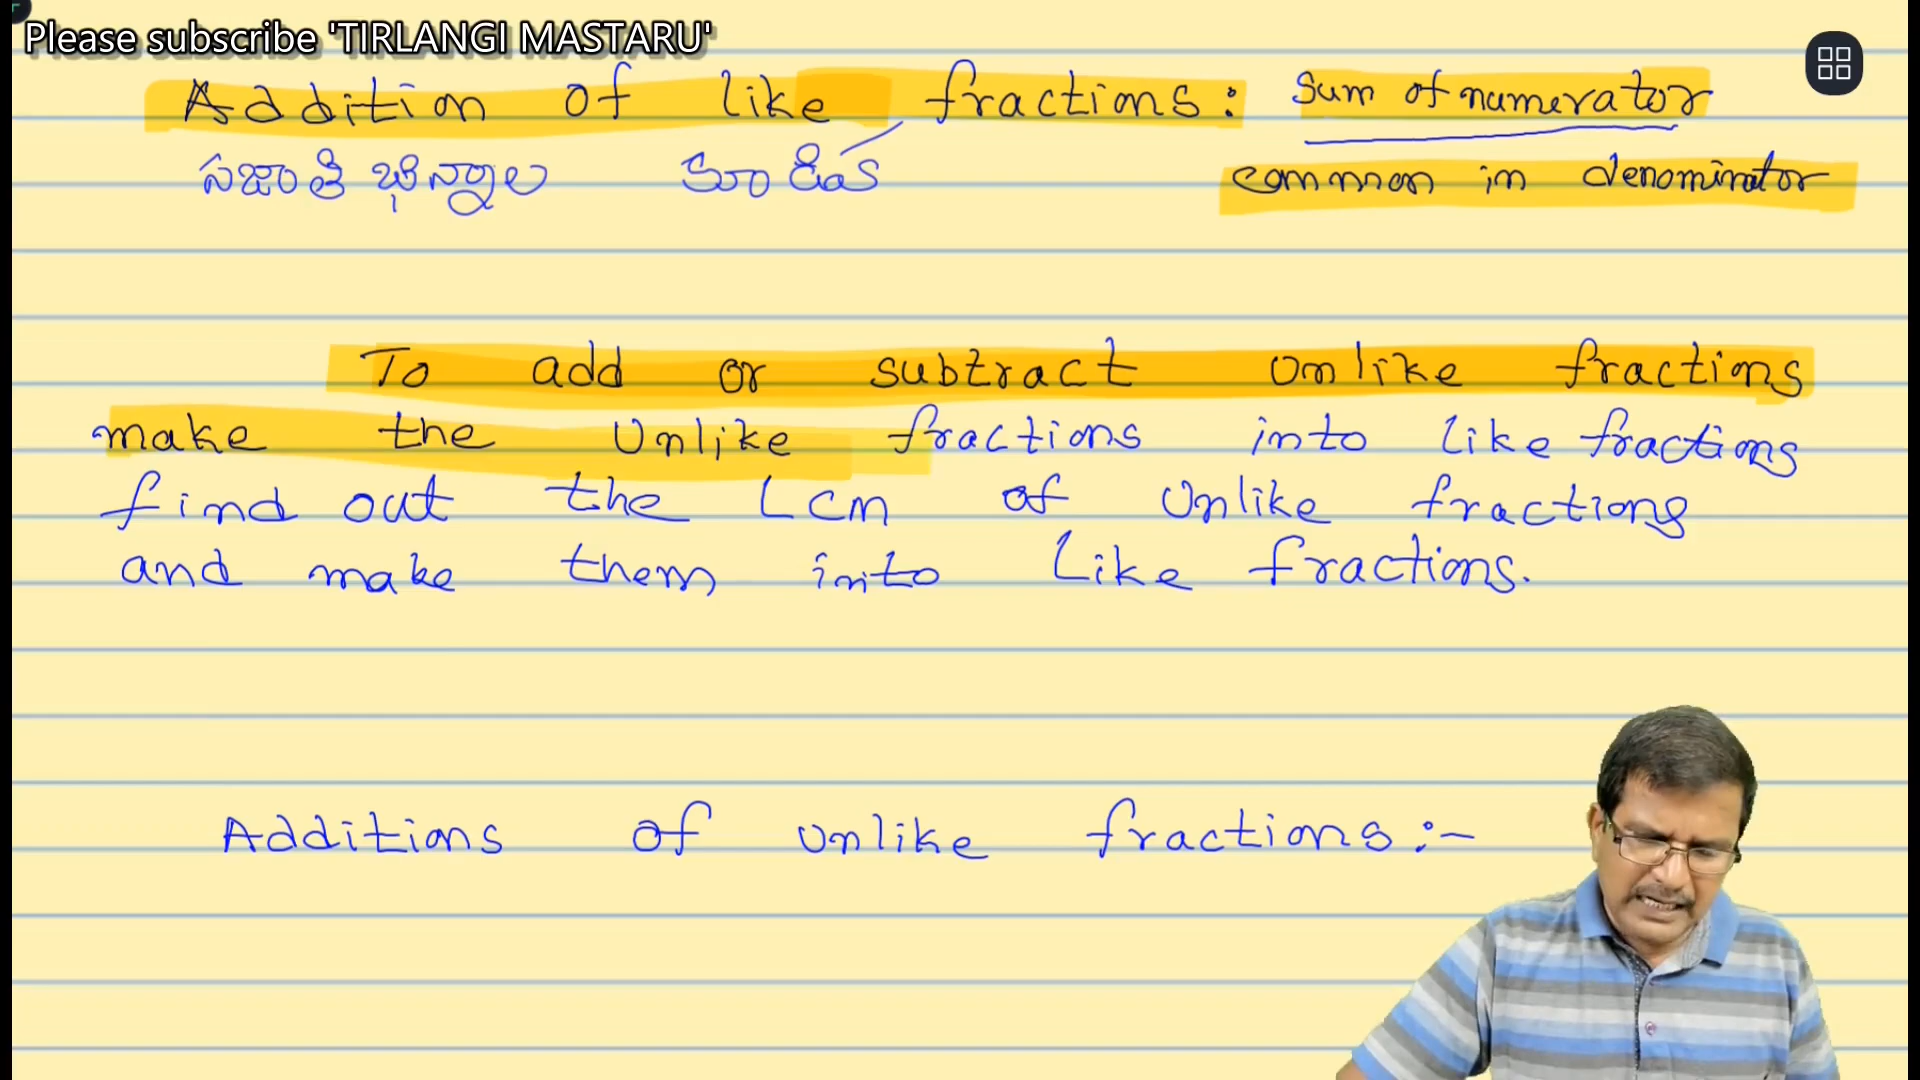 Please subscribe 'TIRLANGI MASTARU'
Addition of like fractions: Sum of numerator
సజాతి భిన్నాల కూడిక common in denominator
To add or subtract Unlike fractions
make the Unlike fractions into like fractions
find out the LCM of Unlike fractions
and make them into Like fractions.
Additions of Unlike fractions:-